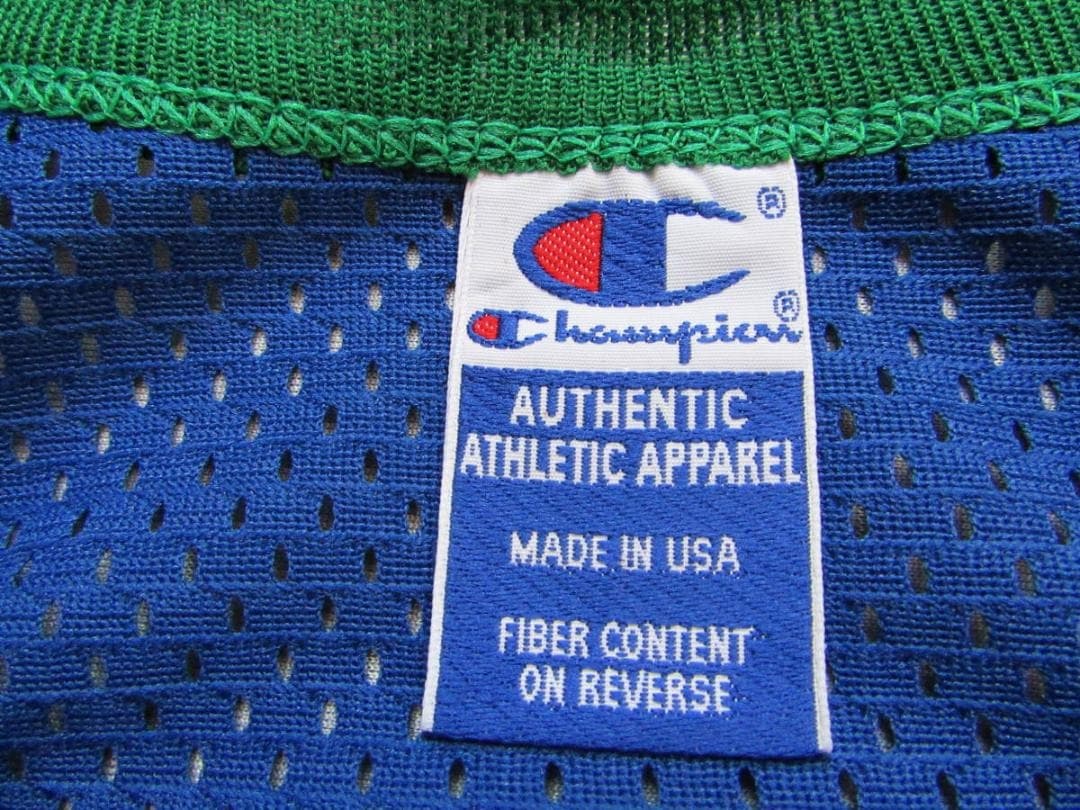 ®
Champion®
AUTHENTIC
ATHLETIC APPAREL
MADE IN USA
FIBER CONTENT
ON REVERSE